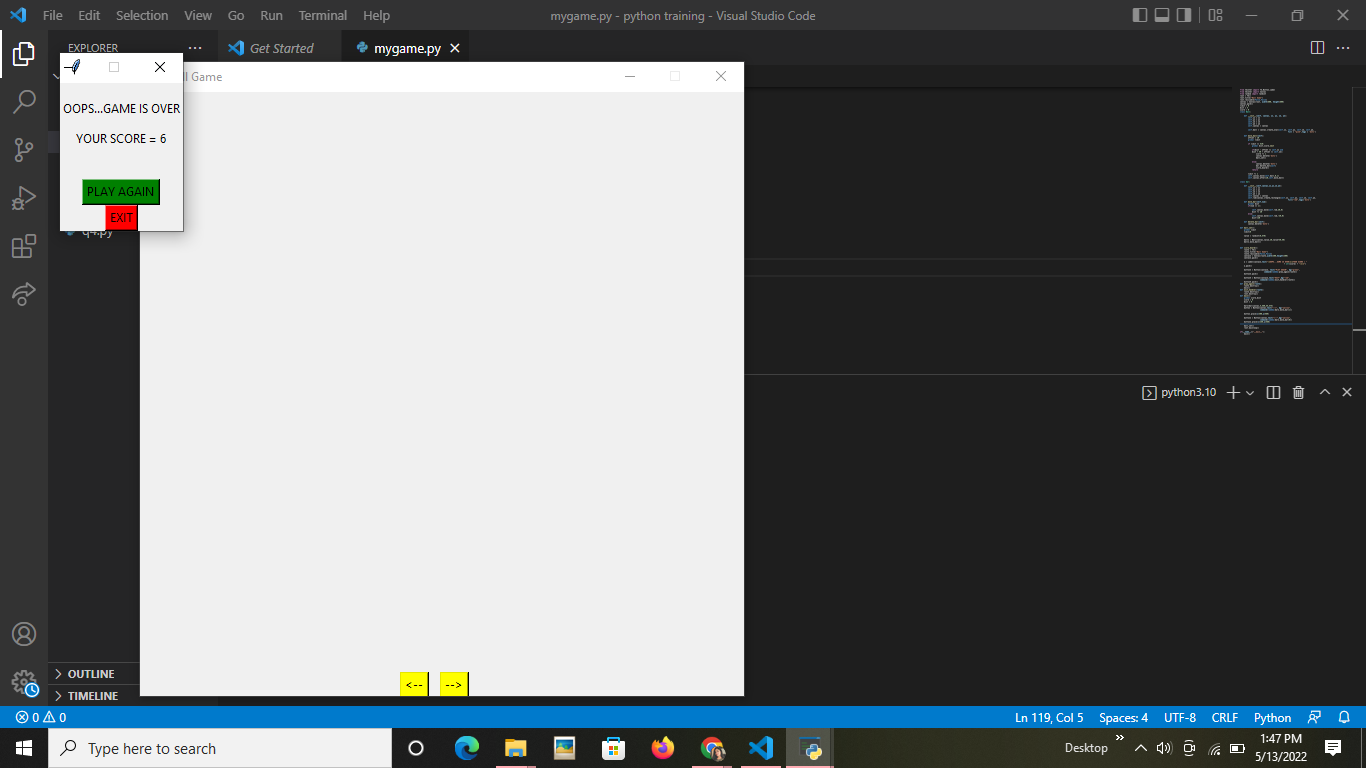 File Edit Selection View Go Run Terminal Help
mygame.py - python training - Visual Studio Code
EXPLORER
Get Started
mygame.py
ll Game
OOPS...GAME IS OVER
YOUR SCORE = 6
PLAY AGAIN
EXIT
q4.py
python3.10
<--
-->
OUTLINE
TIMELINE
0 0
Ln 119, Col 5 Spaces: 4 UTF-8 CRLF Python
Type here to search
Desktop
1:47 PM
5/13/2022